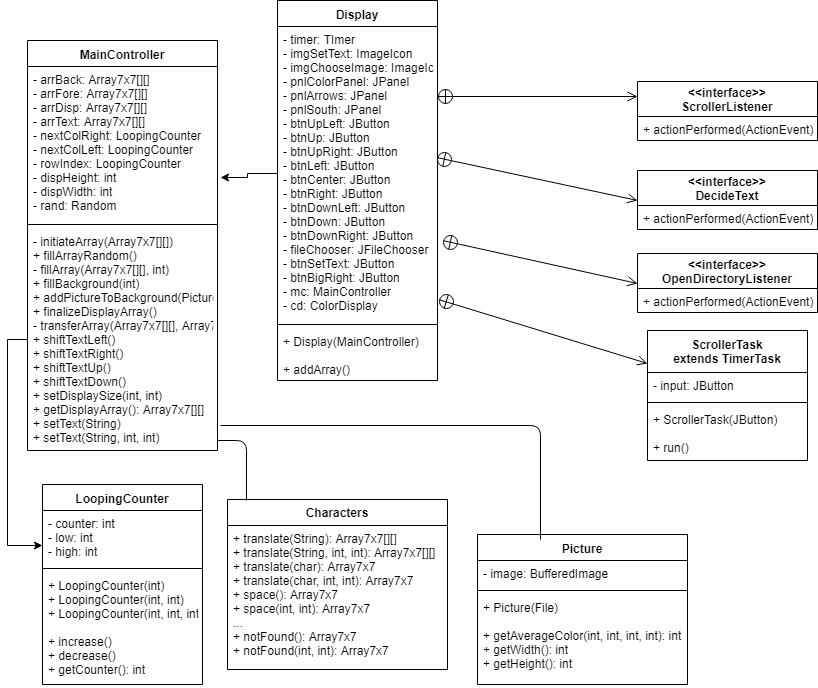 MainController
- arrBack: Array7x7[][]
- arrFore: Array7x7[][]
- arrDisp: Array7x7[][]
- arrText: Array7x7[][]
- nextColRight: LoopingCounter
- nextColLeft: LoopingCounter
- rowIndex: LoopingCounter
- dispHeight: int
- dispWidth: int
- rand: Random
- initiateArray(Array7x7[][])
+ fillArrayRandom()
- fillArray(Array7x7[][], int)
+ fillBackground(int)
+ addPictureToBackground(Pictur
+ finalizeDisplayArray()
- transferArray(Array7x7[][], Array7
+ shiftTextLeft()
+ shiftTextRight()
+ shiftTextUp()
+ shiftTextDown()
+ setDisplaySize(int, int)
+ getDisplayArray(): Array7x7[][]
+ setText(String)
+ setText(String, int, int)
Display
- timer: TImer
- imgSetText: ImageIcon
- imgChooseImage: ImageIc
- pnlColorPanel: JPanel
- pnlArrows: JPanel
- pnlSouth: JPanel
- btnUpLeft: JButton
- btnUp: JButton
- btnUpRight: JButton
- btnLeft: JButton
- btnCenter: JButton
- btnRight: JButton
- btnDownLeft: JButton
- btnDown: JButton
- btnDownRight: JButton
- fileChooser: JFileChooser
- btnSetText: JButton
- btnBigRight: JButton
- mc: MainController
- cd: ColorDisplay
+ Display(MainController)
+ addArray()
<<interface>>
ScrollerListener
+ actionPerformed(ActionEvent)
<<interface>>
DecideText
+ actionPerformed(ActionEvent)
<<interface>>
OpenDirectoryListener
+ actionPerformed(ActionEvent)
ScrollerTask
extends TimerTask
- input: JButton
+ ScrollerTask(JButton)
+ run()
LoopingCounter
- counter: int
- low: int
- high: int
+ LoopingCounter(int)
+ LoopingCounter(int, int)
+ LoopingCounter(int, int, int
+ increase()
+ decrease()
+ getCounter(): int
Characters
+ translate(String): Array7x7[][]
+ translate(String, int, int): Array7x7[][]
+ translate(char): Array7x7
+ translate(char, int, int): Array7x7
+ space(): Array7x7
+ space(int, int): Array7x7
...
+ notFound(): Array7x7
+ notFound(int, int): Array7x7
Picture
- image: BufferedImage
+ Picture(File)
+ getAverageColor(int, int, int, int): int
+ getWidth(): int
+ getHeight(): int